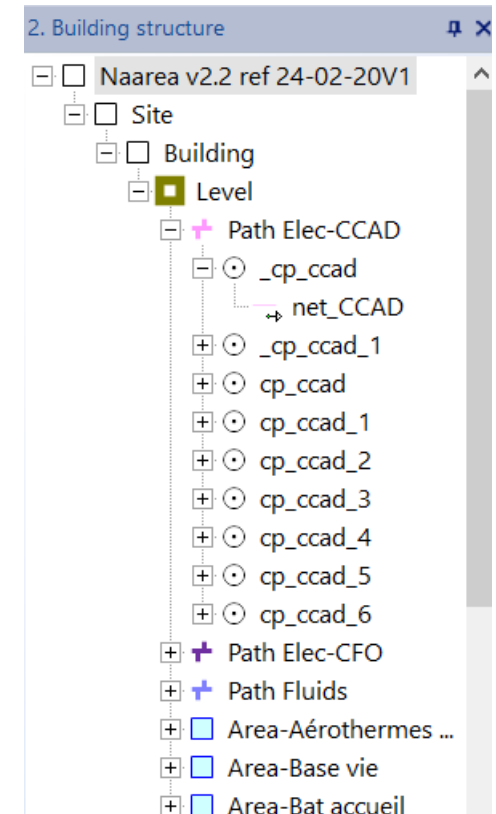 2. Building structure
Naarea v2.2 ref 24-02-20V1
Site
Building
Level
Path Elec-CCAD
_cp_ccad
net_CCAD
_cp_ccad_1
cp_ccad
cp_ccad_1
cp_ccad_2
cp_ccad_3
cp_ccad_4
cp_ccad_5
cp_ccad_6
Path Elec-CFO
Path Fluids
Area-Aérothermes ...
Area-Base vie
Area-Bat accueil